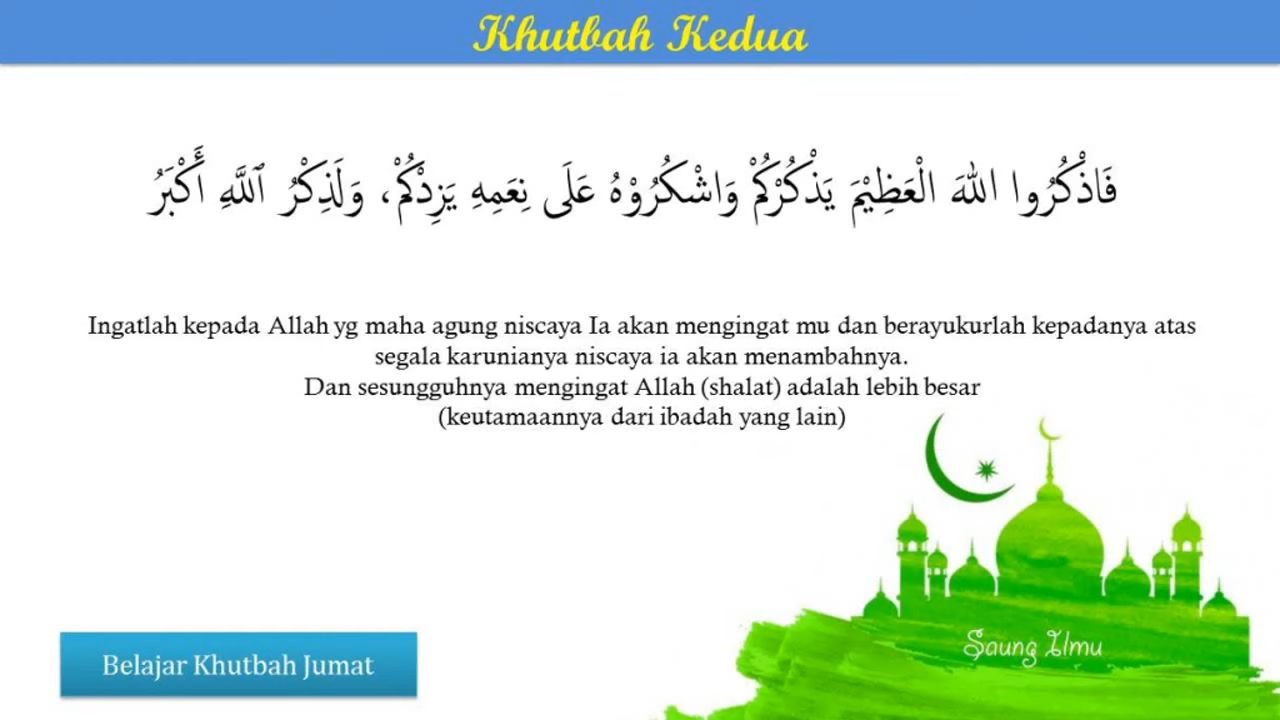 Khutbah Kedua
فَاذْكُرُوا اللهَ الْعَظِيْمَ يَذْكُرْكُمْ وَاشْكُرُوْهُ عَلَى نِعَمِهِ يَزِدْكُمْ، وَلَذِكْرُ ٱللَّهِ أَكْبَرُ
Ingatlah kepada Allah yg maha agung niscaya Ia akan mengingat mu dan berayukurlah kepadanya atas
segala karunianya niscaya ia akan menambahnya.
Dan sesungguhnya mengingat Allah (shalat) adalah lebih besar
(keutamaannya dari ibadah yang lain)
Saung Ilmu
Belajar Khutbah Jumat